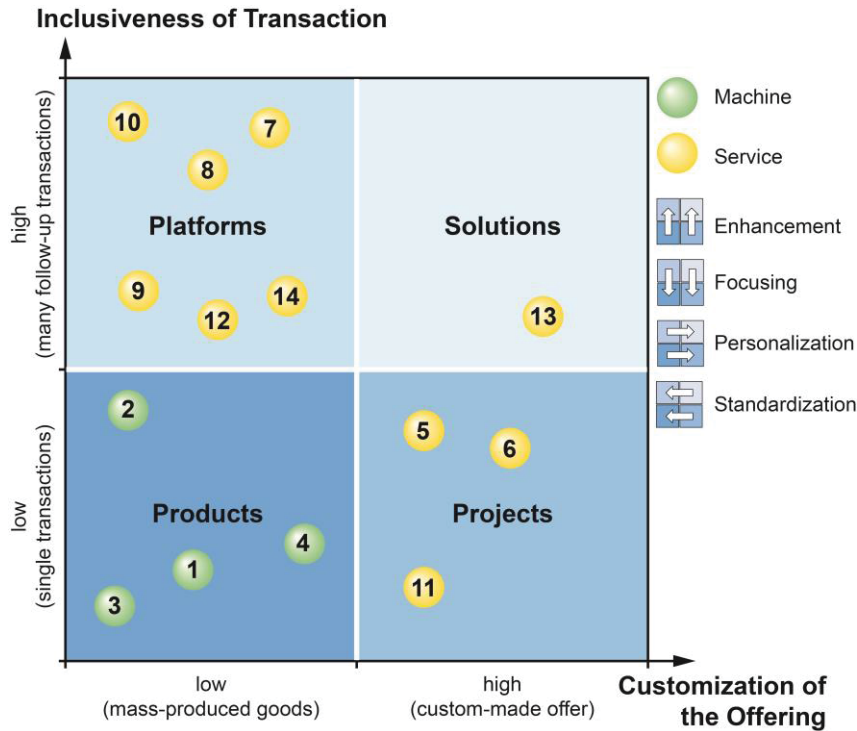 Inclusiveness of Transaction
high
(many follow-up transactions)
low
(single transactions)
10
7
8
Platforms
9
12
14
Solutions
13
2
Products
4
1
3
5
6
Projects
11
low
(mass-produced goods)
high
(custom-made offer)
Customization of
the Offering
Machine
Service
Enhancement
Focusing
Personalization
Standardization